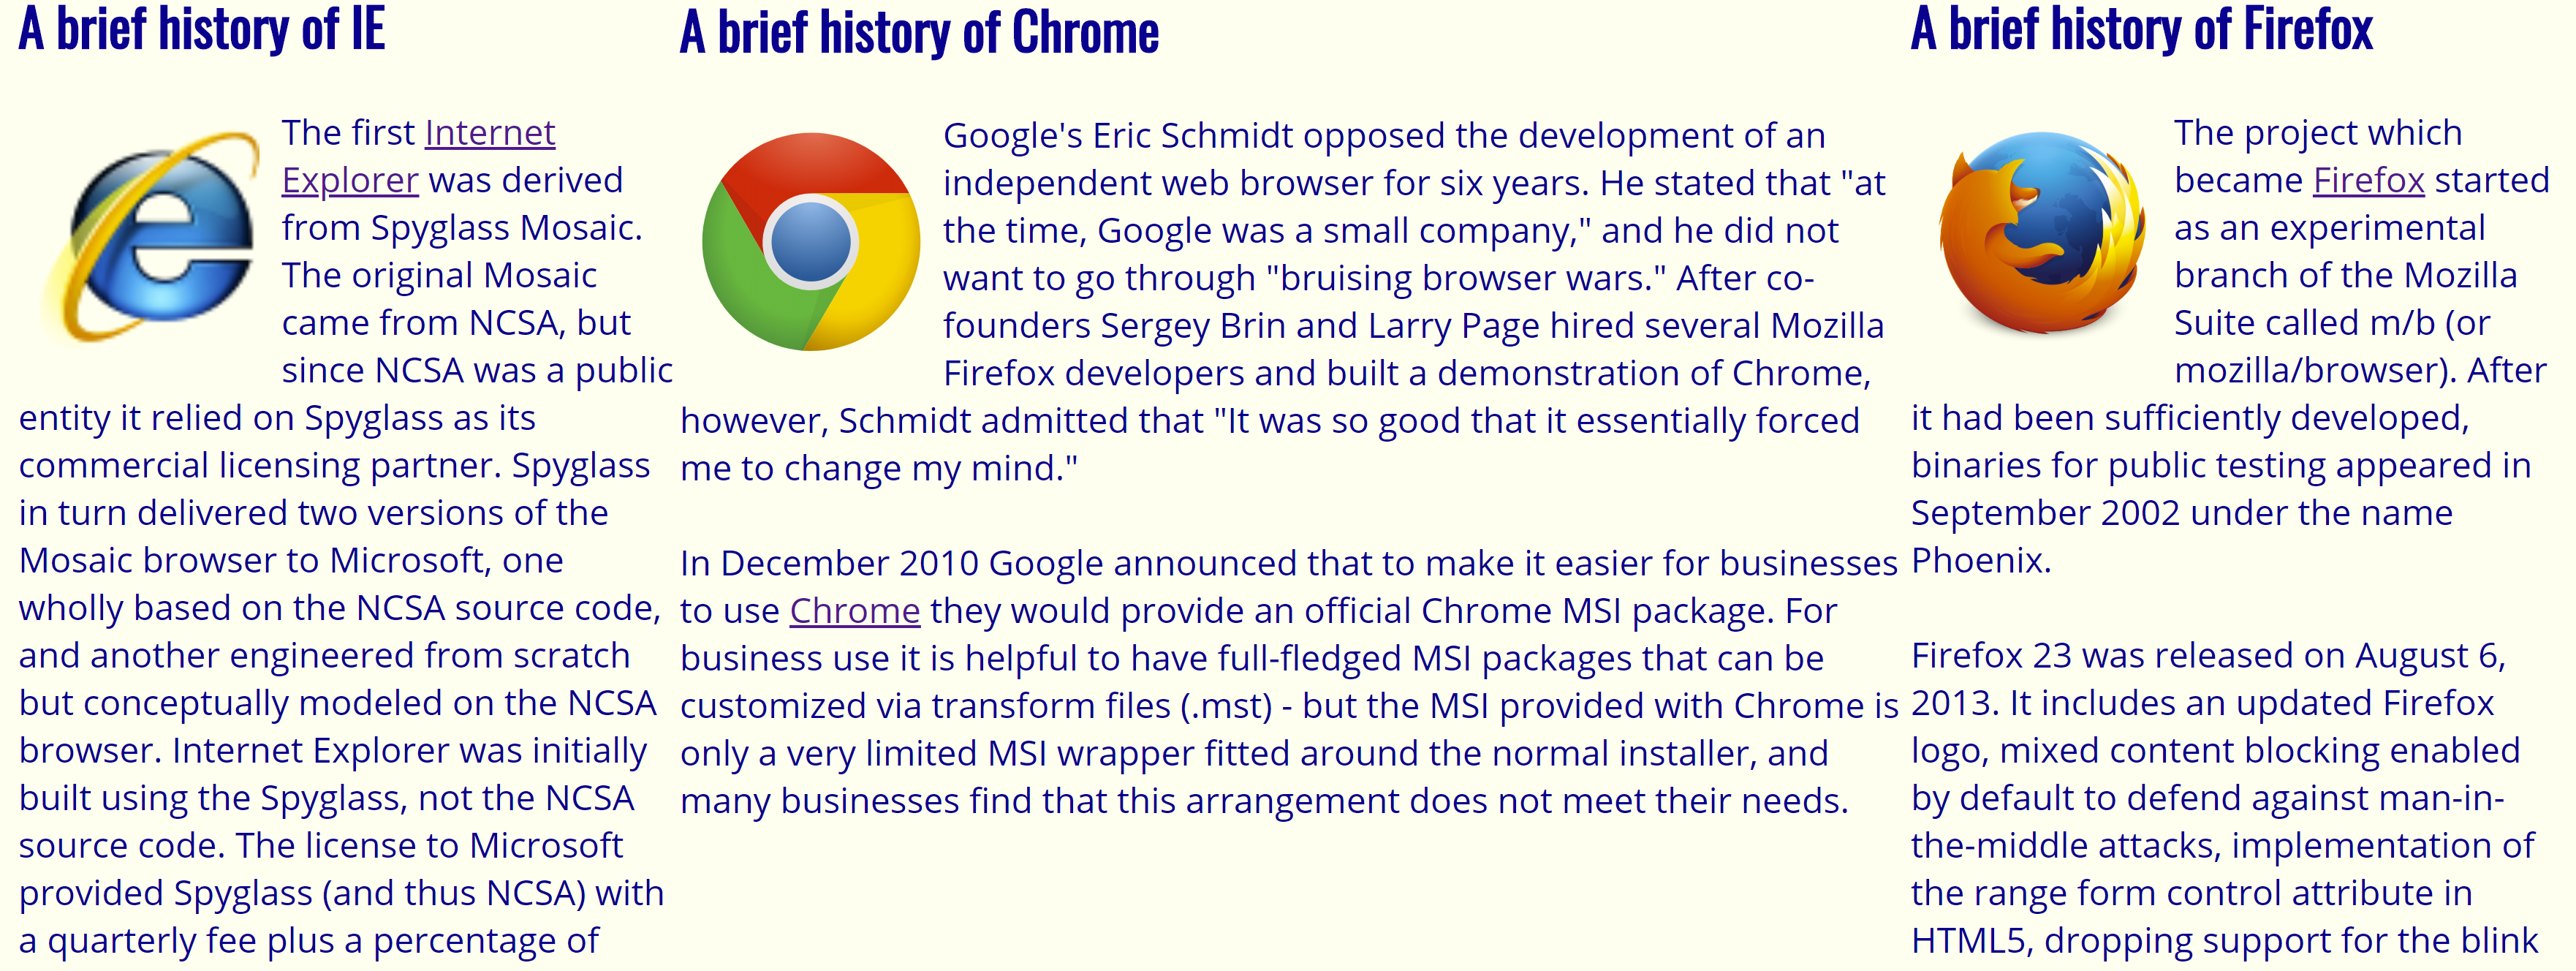 A brief history of IE
The first Internet
Explorer was derived
from Spyglass Mosaic.
The original Mosaic
came from NCSA, but
since NCSA was a public
entity it relied on Spyglass as its
commercial licensing partner. Spyglass
in turn delivered two versions of the
Mosaic browser to Microsoft, one
wholly based on the NCSA source code,
and another engineered from scratch
but conceptually modeled on the NCSA
browser. Internet Explorer was initially
built using the Spyglass, not the NCSA
source code. The license to Microsoft
provided Spyglass (and thus NCSA) with
a quarterly fee plus a percentage of
A brief history of Chrome
Google's Eric Schmidt opposed the development of an
independent web browser for six years. He stated that "at
the time, Google was a small company," and he did not
want to go through "bruising browser wars." After co-
founders Sergey Brin and Larry Page hired several Mozilla
Firefox developers and built a demonstration of Chrome,
however, Schmidt admitted that "It was so good that it essentially forced
me to change my mind."
In December 2010 Google announced that to make it easier for businesses
to use Chrome they would provide an official Chrome MSI package. For
business use it is helpful to have full-fledged MSI packages that can be
customized via transform files (.mst) - but the MSI provided with Chrome is
only a very limited MSI wrapper fitted around the normal installer, and
many businesses find that this arrangement does not meet their needs.
A brief history of Firefox
The project which
became Firefox started
as an experimental
branch of the Mozilla
Suite called m/b (or
mozilla/browser). After
it had been sufficiently developed,
binaries for public testing appeared in
September 2002 under the name
Phoenix.
Firefox 23 was released on August 6,
2013. It includes an updated Firefox
logo, mixed content blocking enabled
by default to defend against man-in-
the-middle attacks, implementation of
the range form control attribute in
HTML5, dropping support for the blink